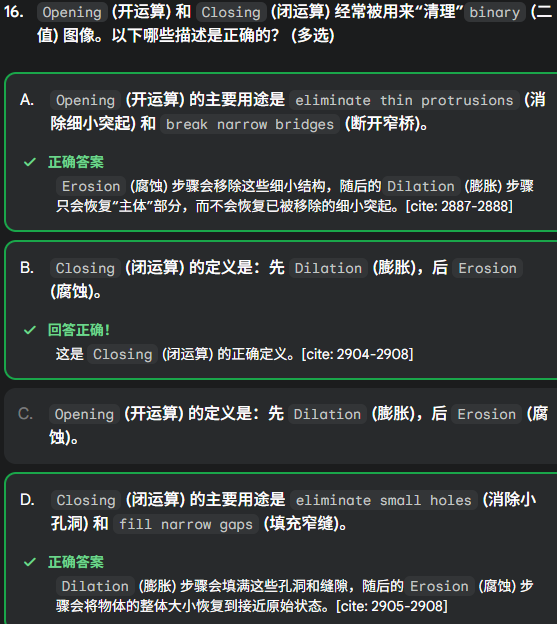 16. Opening (开运算) 和 Closing (闭运算) 经常被用来“清理” binary (二
值) 图像。以下哪些描述是正确的？ (多选)
A. Opening (开运算) 的主要用途是 eliminate thin protrusions (消
除细小突起) 和 break narrow bridges (断开窄桥)。
✓ 正确答案
Erosion (腐蚀) 步骤会移除这些细小结构，随后的 Dilation (膨胀) 步骤
只会恢复“主体”部分，而不会恢复已被移除的细小突起。[cite: 2887-2888]
B. Closing (闭运算) 的定义是：先 Dilation (膨胀)，后 Erosion
(腐蚀)。
✓ 回答正确！
这是 Closing (闭运算) 的正确定义。[cite: 2904-2908]
C. Opening (开运算) 的定义是：先 Dilation (膨胀)，后 Erosion (腐
蚀)。
D. Closing (闭运算) 的主要用途是 eliminate small holes (消除小
孔洞) 和 fill narrow gaps (填充窄缝)。
✓ 正确答案
Dilation (膨胀) 步骤会填满这些孔洞和缝隙，随后的 Erosion (腐蚀) 步
骤会将物体的整体大小恢复到接近原始状态。[cite: 2905-2908]